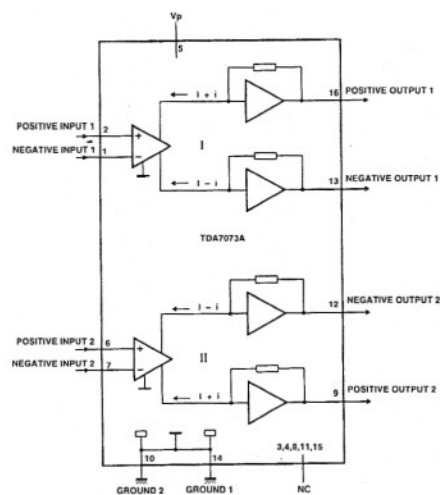 Vp
5
I + i
16 POSITIVE OUTPUT 1
POSITIVE INPUT 1 2 +
I
NEGATIVE INPUT 1 1 −
I − i
13 NEGATIVE OUTPUT 1
TDA7073A
I − i
12 NEGATIVE OUTPUT 2
POSITIVE INPUT 2 6 +
II
NEGATIVE INPUT 2 7 −
I + i
9 POSITIVE OUTPUT 2
10 14 3,4,8,11,15
GROUND 2 GROUND 1 NC